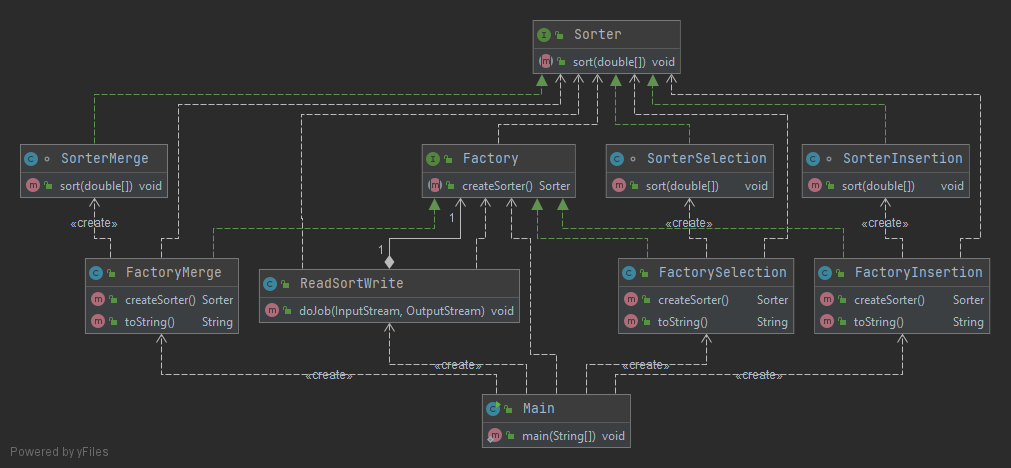 Sorter
sort(double[]) void
SorterMerge
sort(double[]) void
Factory
createSorter() Sorter
SorterSelection
sort(double[]) void
SorterInsertion
sort(double[]) void
«create»
1
«create»
«create»
1
FactoryMerge
createSorter() Sorter
toString() String
ReadSortWrite
doJob(InputStream, OutputStream) void
FactorySelection
createSorter() Sorter
toString() String
FactoryInsertion
createSorter() Sorter
toString() String
«create»
«create»
«create»
«create»
Main
main(String[]) void
Powered by yFiles